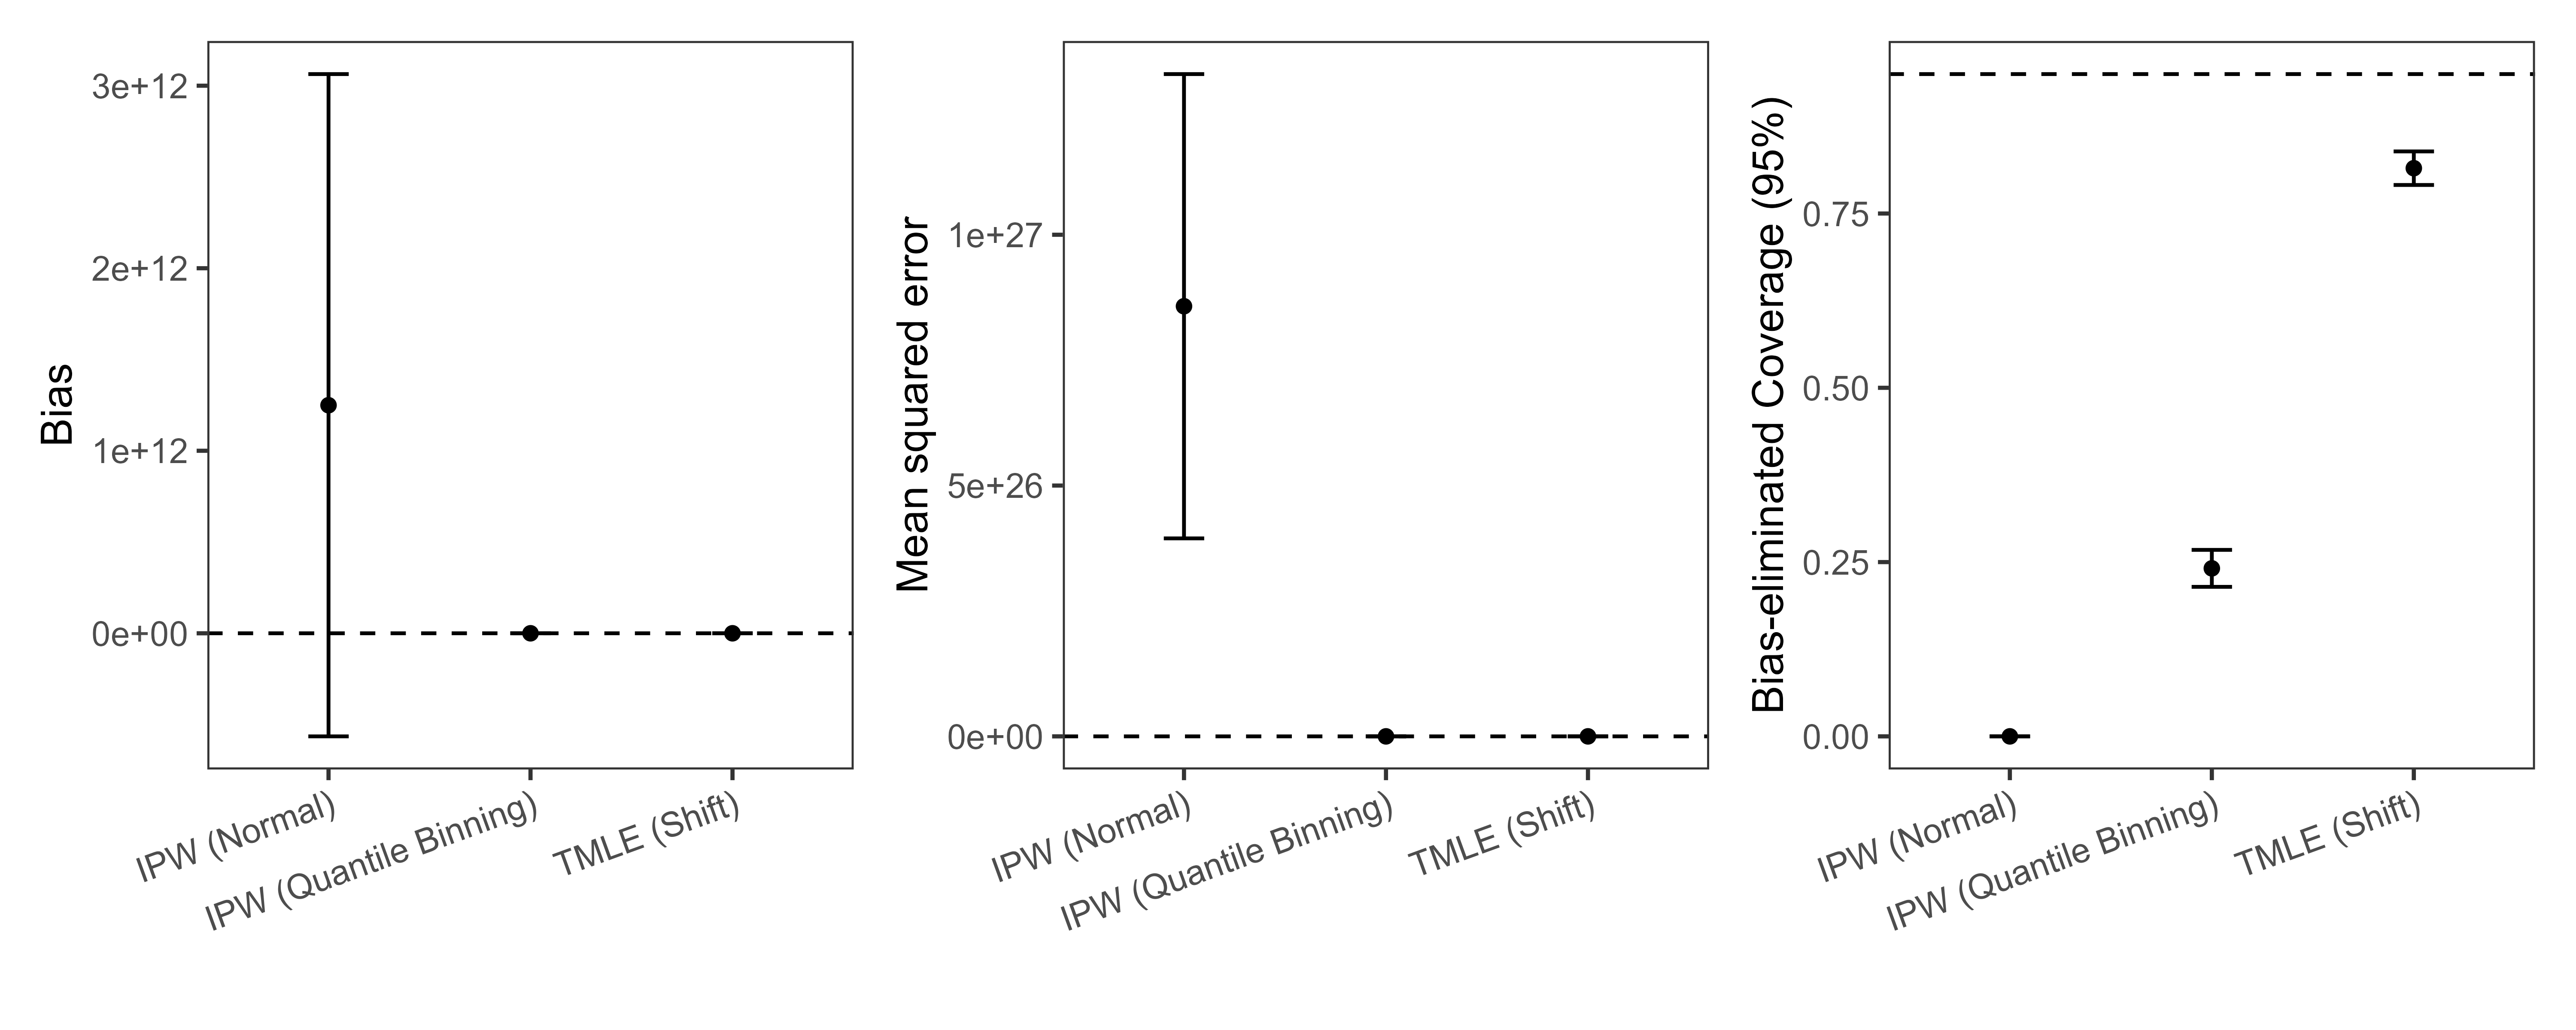 Bias
3e+12
2e+12
1e+12
0e+00
IPW (Normal)
IPW (Quantile Binning)
TMLE (Shift)
Mean squared error
1e+27
5e+26
0e+00
IPW (Normal)
IPW (Quantile Binning)
TMLE (Shift)
Bias-eliminated Coverage (95%)
0.75
0.50
0.25
0.00
IPW (Normal)
IPW (Quantile Binning)
TMLE (Shift)